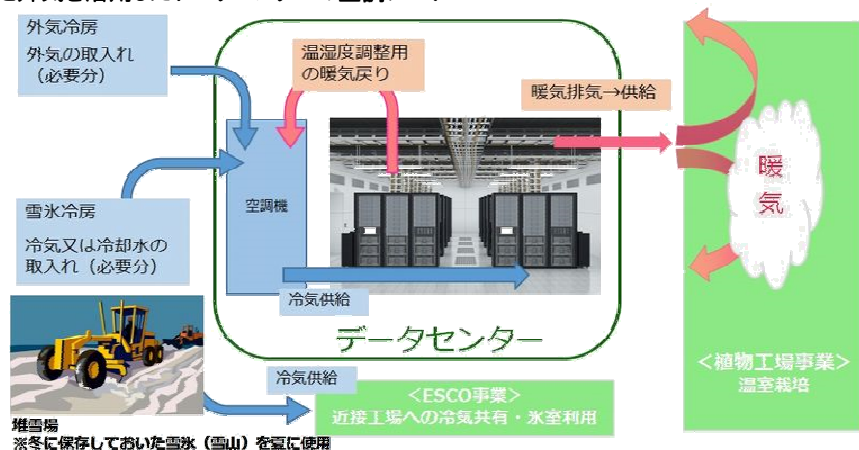 外気冷房
外気の取入れ
（必要分）
温湿度調整用
の暖気戻り
暖気排気→供給
暖
気
空調機
雪氷冷房
冷気又は冷却水の
取入れ（必要分）
冷気供給
データセンター
<植物工場事業>
温室栽培
冷気供給
<ESCO事業>
近接工場への冷気共有・氷室利用
堆雪場
※冬に保存しておいた雪氷（雪山）を夏に使用